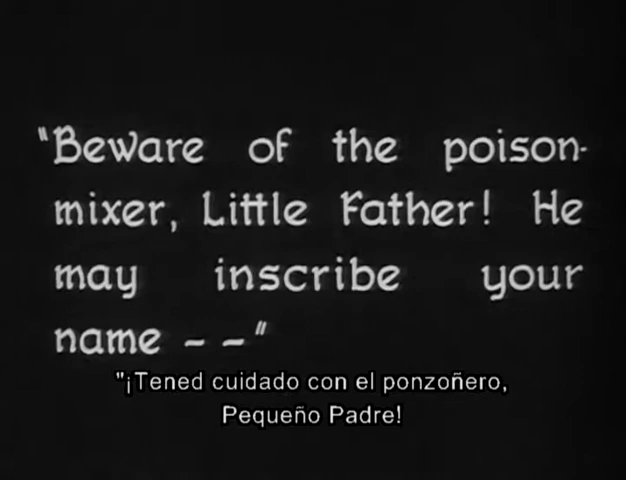 "Beware of the poison-
mixer, Little Father! He
may inscribe your
name - -"
"¡Tened cuidado con el ponzoñero,
Pequeño Padre!